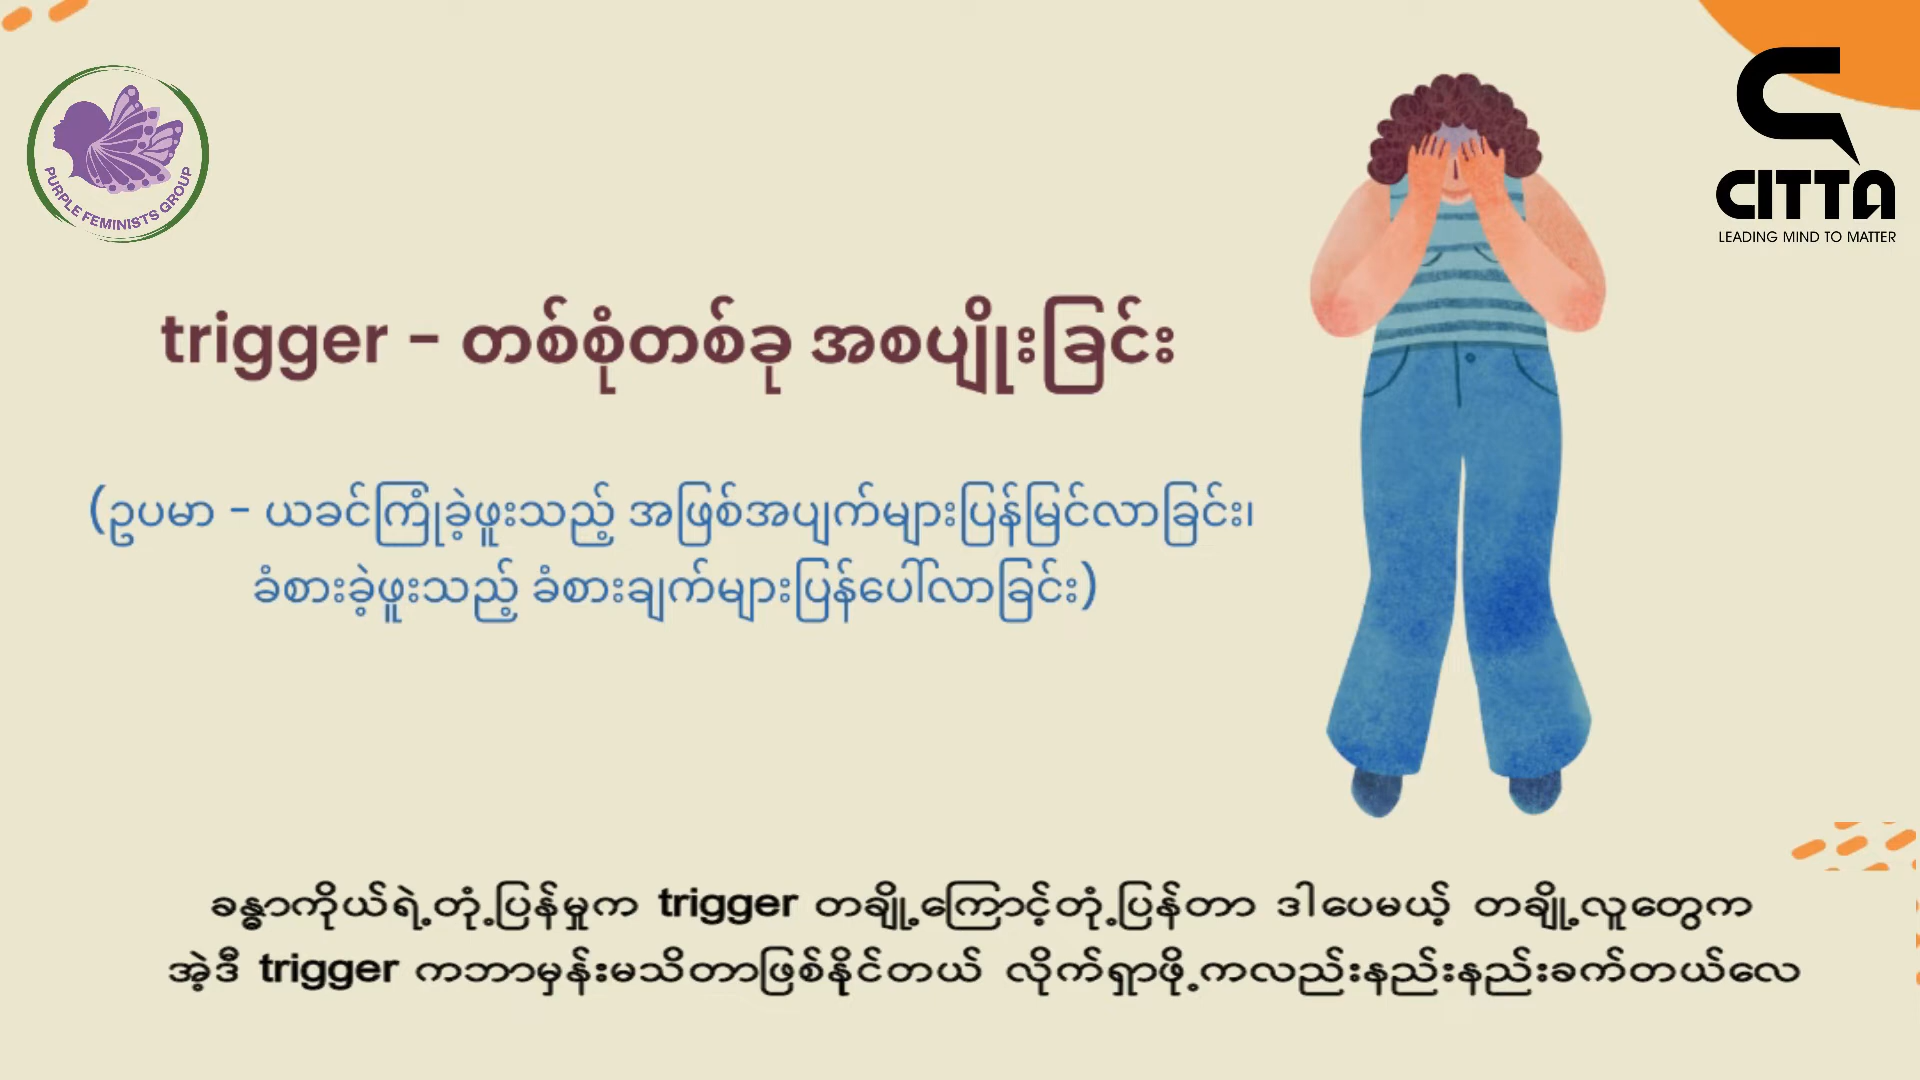 PURPLE FEMINISTS GROUP
CITTA
LEADING MIND TO MATTER
trigger - တစ်စုံတစ်ခု အစပျိုးခြင်း
(ဥပမာ - ယခင်ကြုံခဲ့ဖူးသည့် အဖြစ်အပျက်များပြန်မြင်လာခြင်း၊
ခံစားခဲ့ဖူးသည့် ခံစားချက်များပြန်ပေါ်လာခြင်း)
ခန္ဓာကိုယ်ရဲ့တုံ့ပြန်မှုက trigger တချို့ကြောင့်တုံ့ပြန်တာ ဒါပေမယ့် တချို့လူတွေက
အဲ့ဒီ trigger ကဘာမှန်းမသိတာဖြစ်နိုင်တယ် လိုက်ရှာဖို့ကလည်းနည်းနည်းခက်တယ်လေ